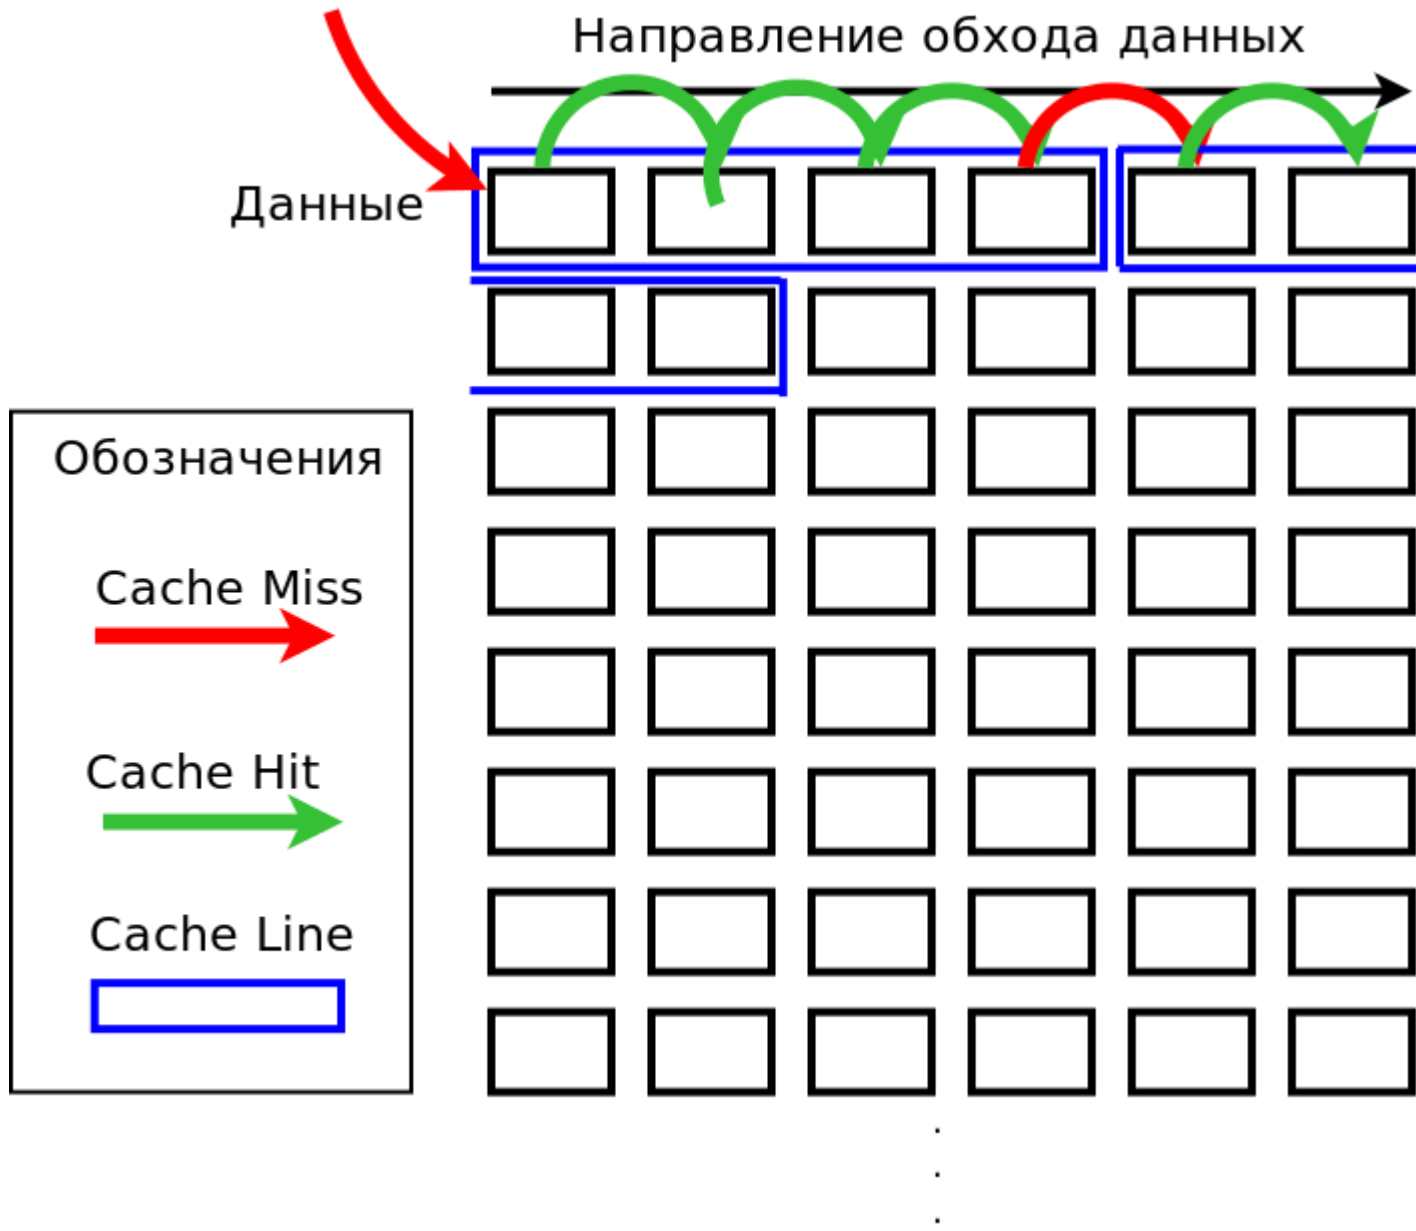 Направление обхода данных
Данные
Обозначения
Cache Miss
Cache Hit
Cache Line